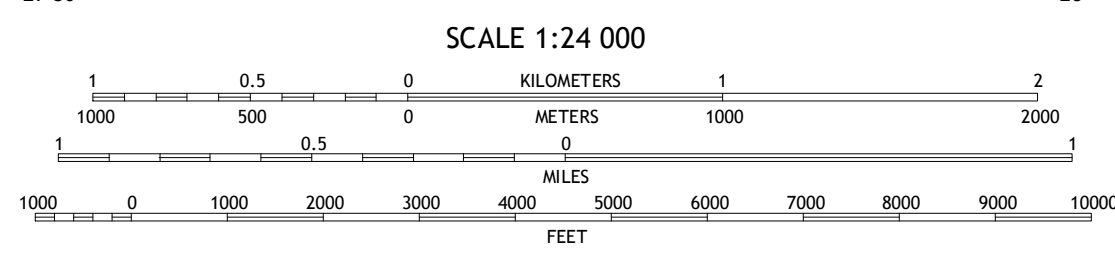 SCALE 1:24 000
1 0.5 0 KILOMETERS 1 2
1000 500 0 METERS 1000 2000
1 0.5 0 1
MILES
1000 0 1000 2000 3000 4000 5000 6000 7000 8000 9000 10000
FEET